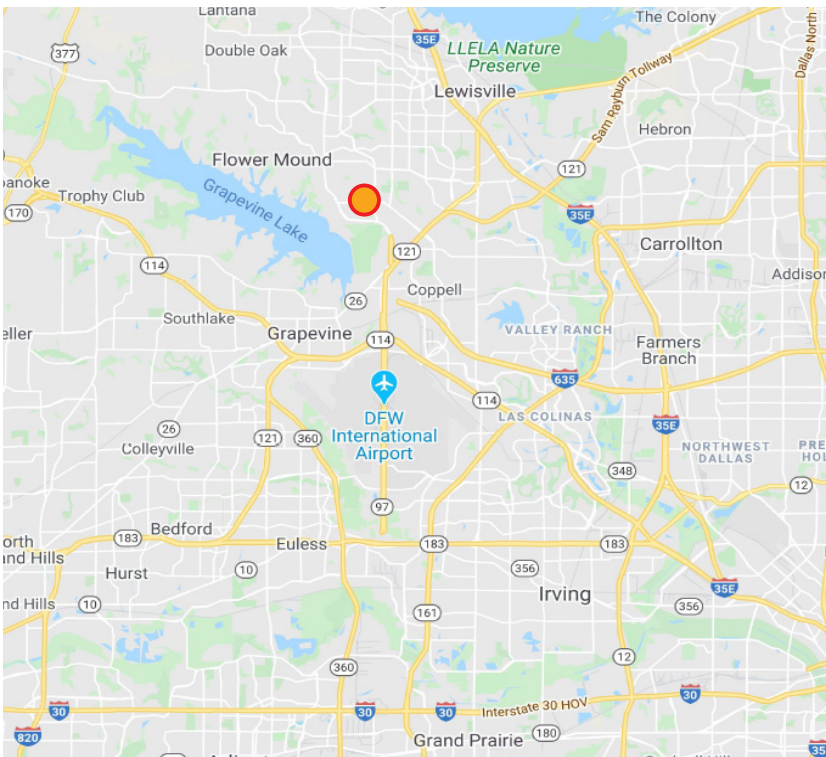 Lantana
The Colony
377
Double Oak
35E
LLELA Nature
Preserve
Dallas North
Lewisville
Sam Rayburn Tollway
Hebron
Flower Mound
121
Trophy Club
Grapevine Lake
170
35E
121
Carrollton
114
Coppell
26
Southlake
Grapevine
114
VALLEY RANCH
Farmers
Branch
635
114
DFW
International
Airport
LAS COLINAS
35E
26
Colleyville
121
360
NORTHWEST
DALLAS
348
12
97
Bedford
183
Euless
183
183
Hurst
10
356
Irving
35E
10
356
161
12
360
30
30
30
30
Interstate 30 HOV
820
Grand Prairie
180
35